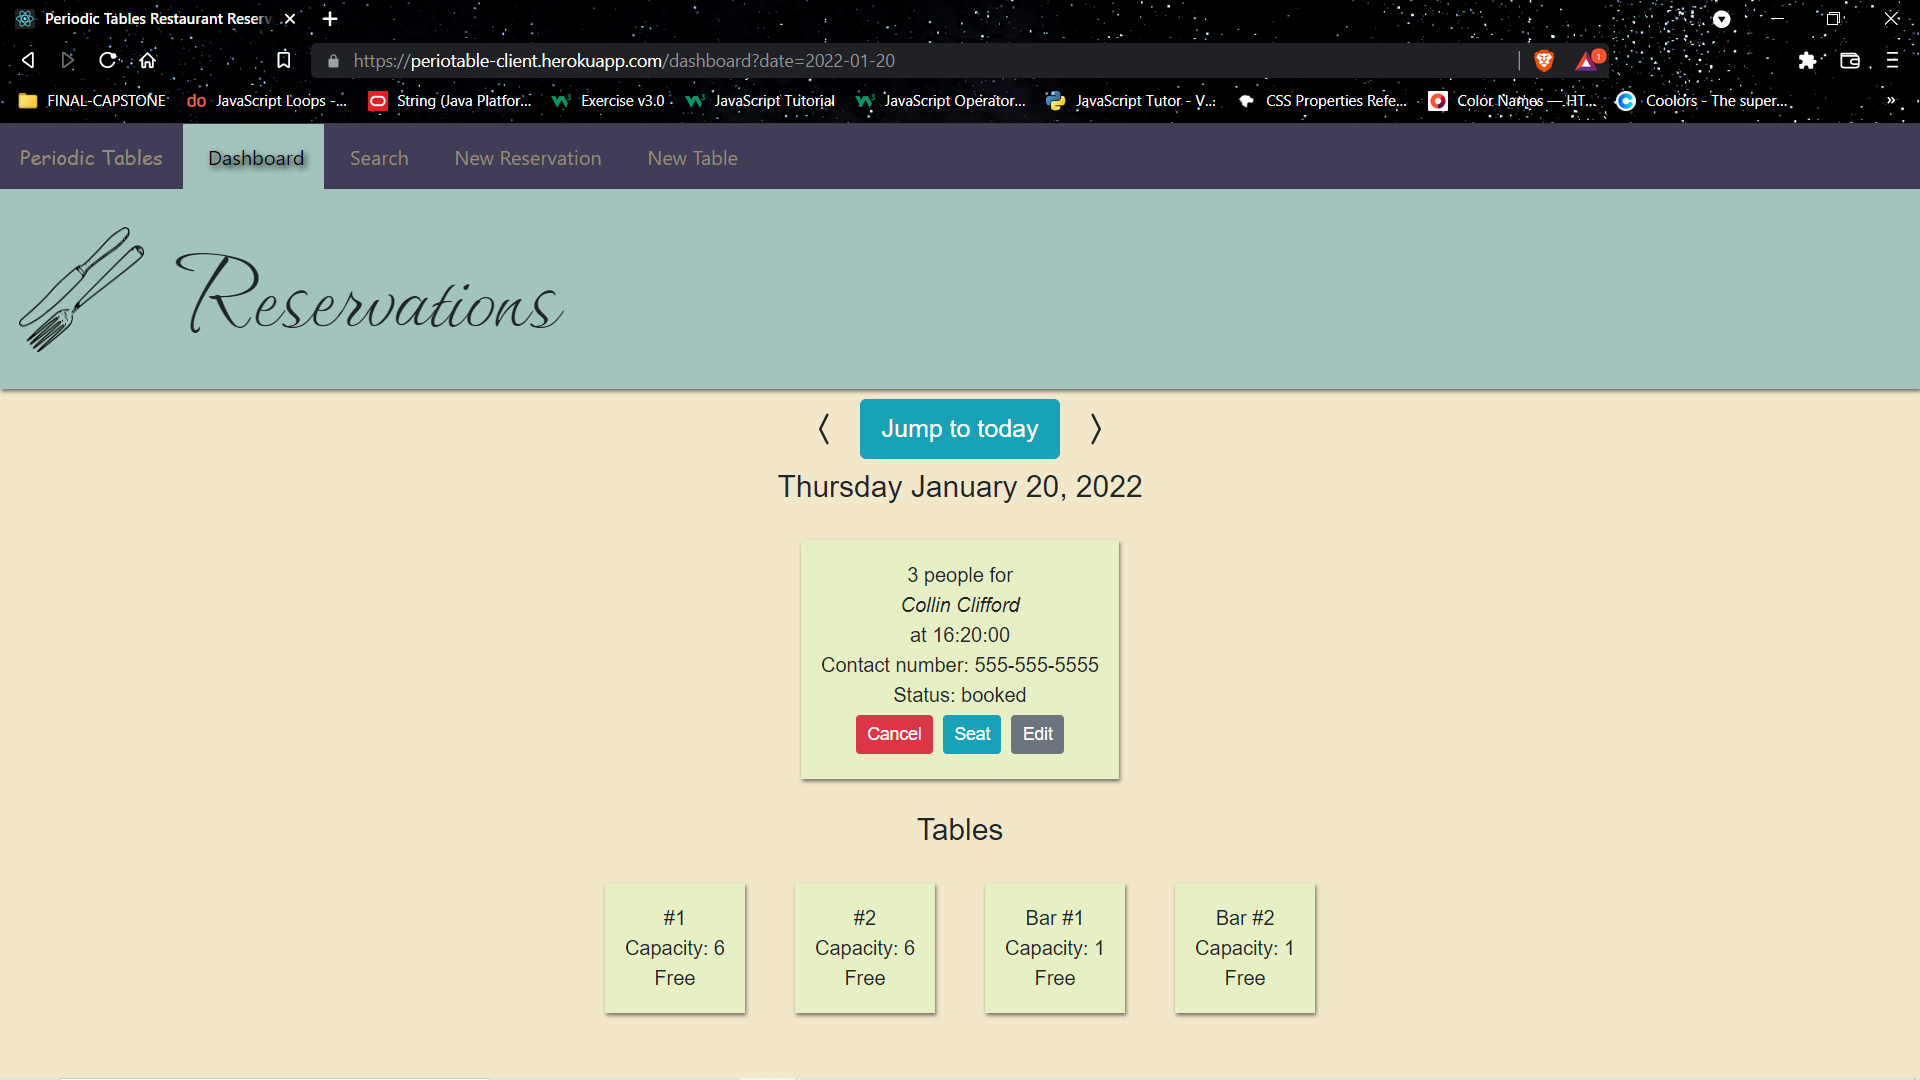 Periodic Tables Restaurant Reserv
https://periotable-client.herokuapp.com/dashboard?date=2022-01-20
1
FINAL-CAPSTONE
do JavaScript Loops -...
String (Java Platfor...
Exercise v3.0 -
JavaScript Tutorial
JavaScript Operator...
JavaScript Tutor - V...
CSS Properties Refe...
Color Names — HT...
Coolors - The super...
»
Periodic Tables
Dashboard
Search
New Reservation
New Table
Reservations
Jump to today
Thursday January 20, 2022
3 people for
Collin Clifford
at 16:20:00
Contact number: 555-555-5555
Status: booked
Cancel
Seat
Edit
Tables
#1
Capacity: 6
Free
#2
Capacity: 6
Free
Bar #1
Capacity: 1
Free
Bar #2
Capacity: 1
Free